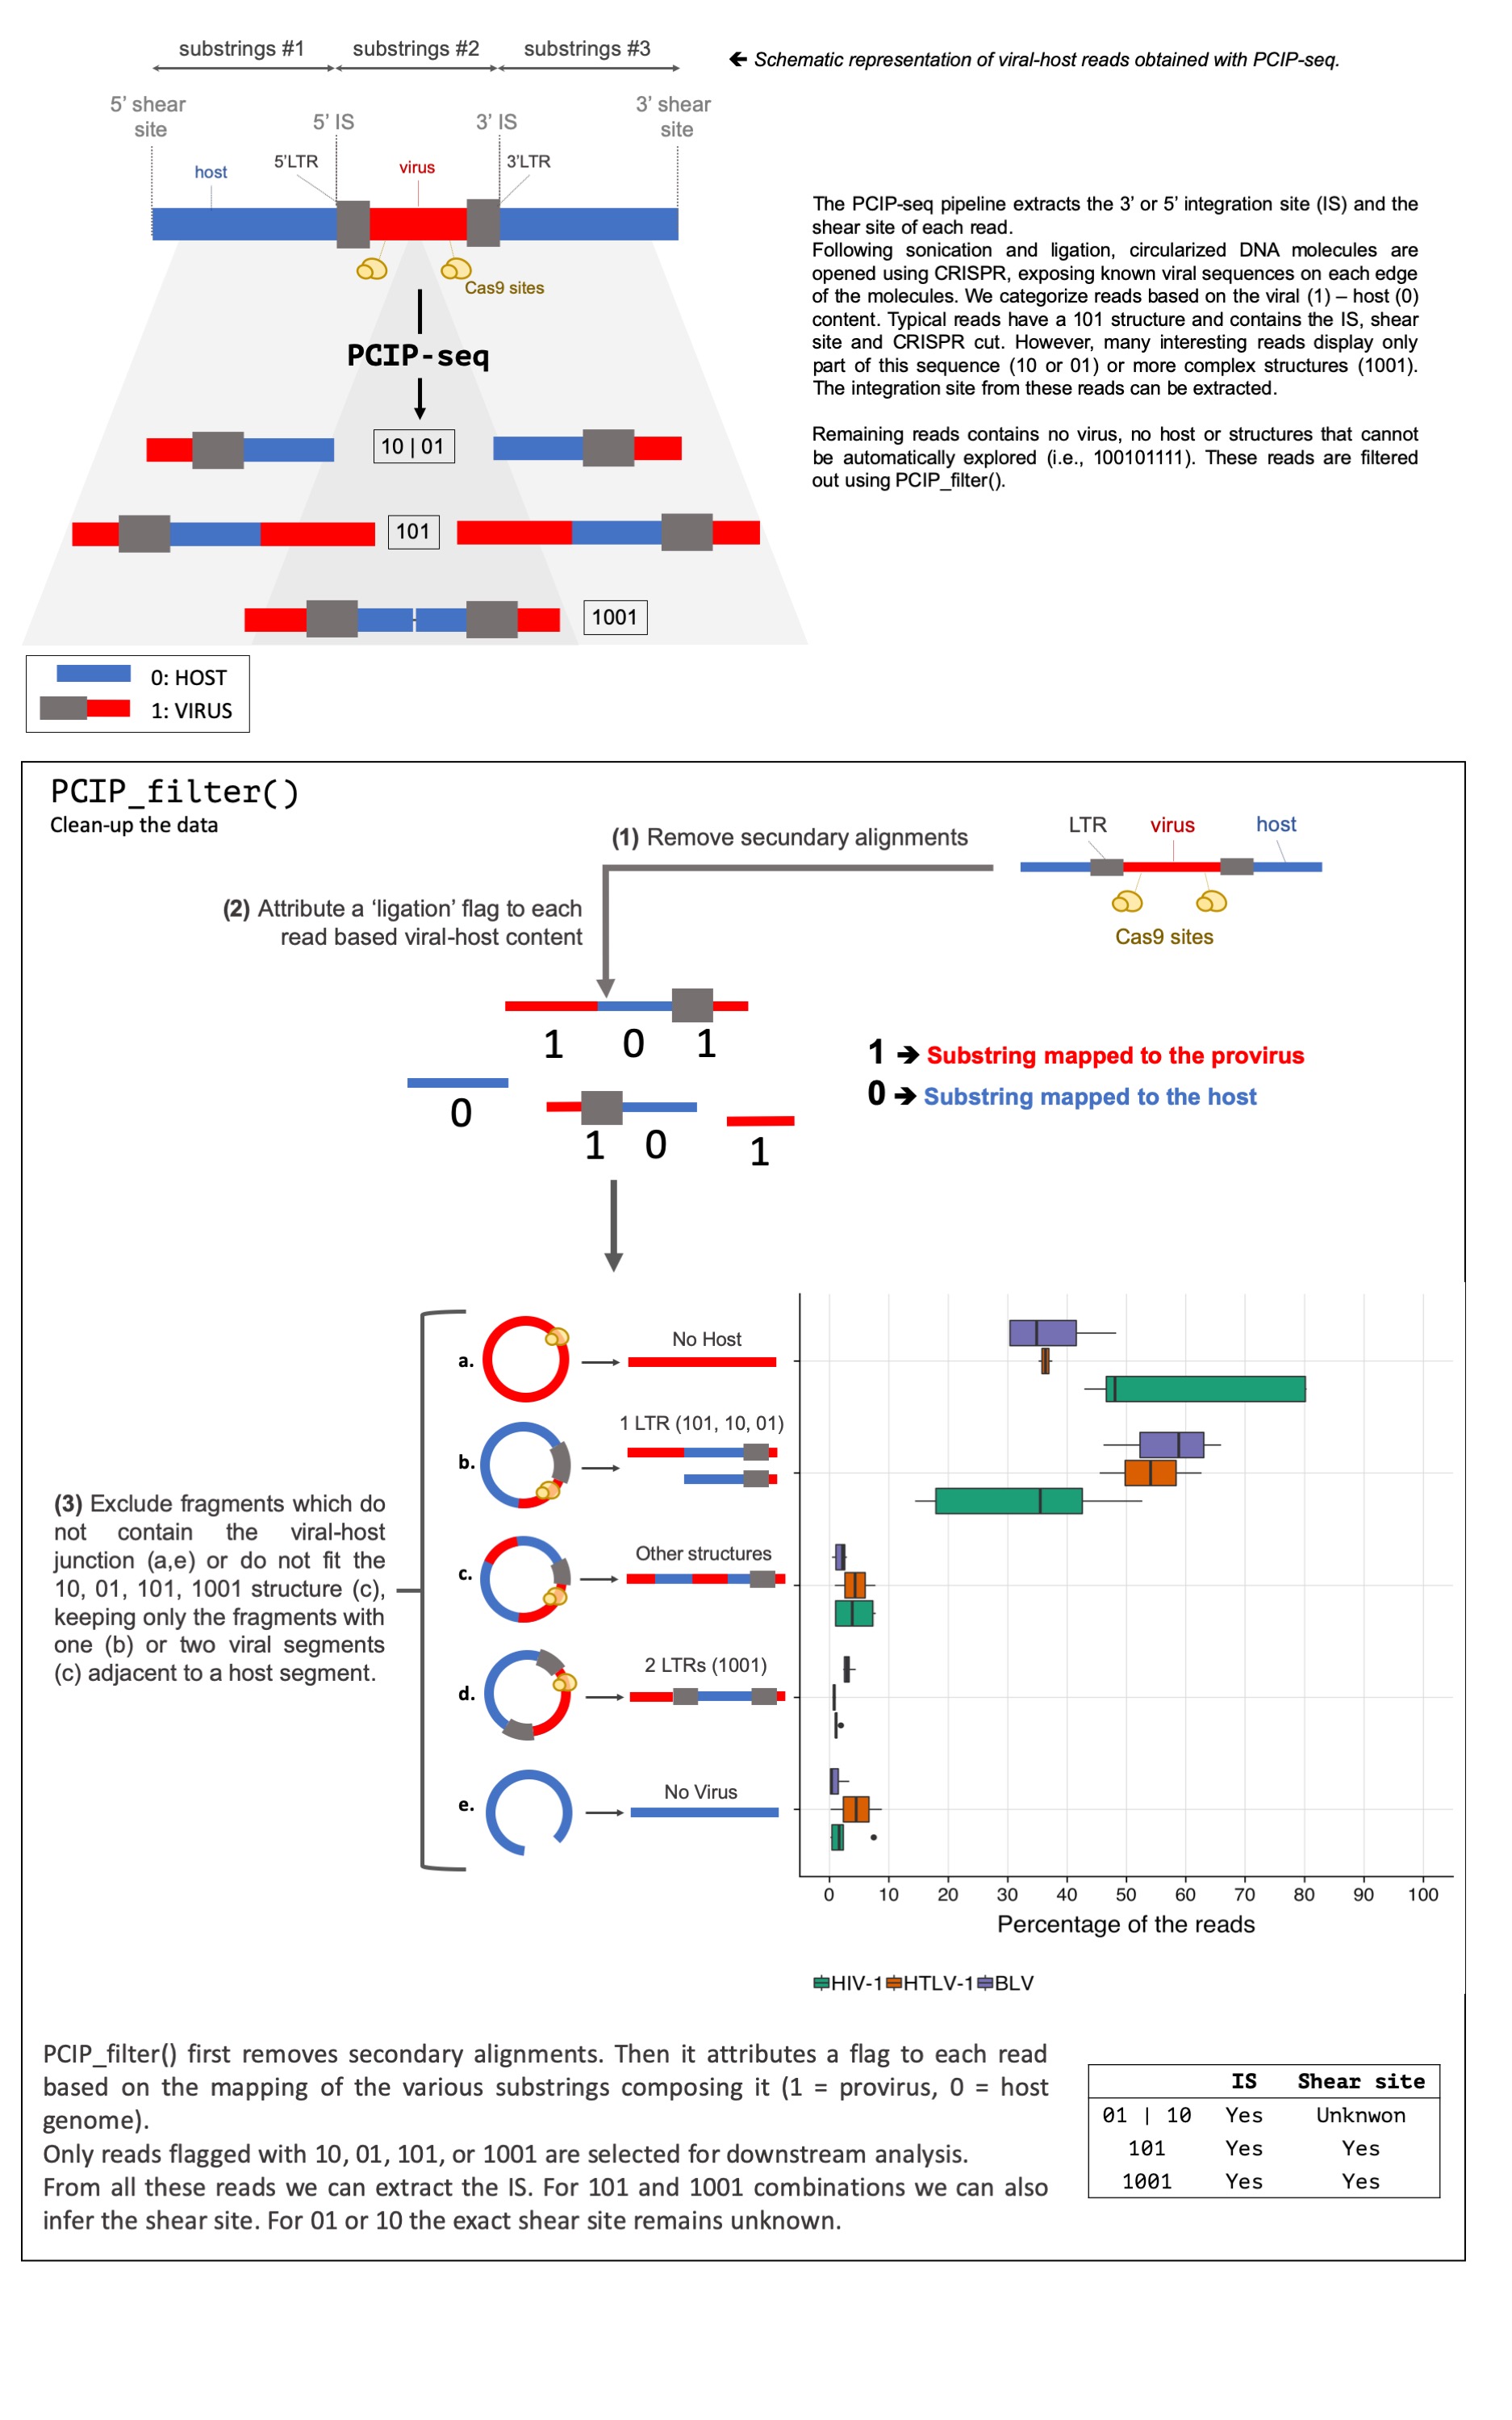 substrings #1 substrings #2 substrings #3
🡸 Schematic representation of viral-host reads obtained with PCIP-seq.
5' shear
site
5' IS
3' IS
3' shear
site
host
5'LTR
virus
3'LTR
Cas9 sites
PCIP-seq
10 | 01
101
1001
0: HOST
1: VIRUS
The PCIP-seq pipeline extracts the 3' or 5' integration site (IS) and the
shear site of each read.
Following sonication and ligation, circularized DNA molecules are
opened using CRISPR, exposing known viral sequences on each edge
of the molecules. We categorize reads based on the viral (1) – host (0)
content. Typical reads have a 101 structure and contains the IS, shear
site and CRISPR cut. However, many interesting reads display only
part of this sequence (10 or 01) or more complex structures (1001).
The integration site from these reads can be extracted.
Remaining reads contains no virus, no host or structures that cannot
be automatically explored (i.e., 100101111). These reads are filtered
out using PCIP_filter().
PCIP_filter()
Clean-up the data
(1) Remove secundary alignments
LTR virus host
Cas9 sites
(2) Attribute a ‘ligation’ flag to each
read based viral-host content
1 0 1
0
1 0
1
1 ➔ Substring mapped to the provirus
0 ➔ Substring mapped to the host
(3) Exclude fragments which do
not contain the viral-host
junction (a,e) or do not fit the
10, 01, 101, 1001 structure (c),
keeping only the fragments with
one (b) or two viral segments
(c) adjacent to a host segment.
a. No Host
b. 1 LTR (101, 10, 01)
c. Other structures
d. 2 LTRs (1001)
e. No Virus
0 10 20 30 40 50 60 70 80 90 100
Percentage of the reads
HIV-1 HTLV-1 BLV
PCIP_filter() first removes secondary alignments. Then it attributes a flag to each read
based on the mapping of the various substrings composing it (1 = provirus, 0 = host
genome).
Only reads flagged with 10, 01, 101, or 1001 are selected for downstream analysis.
From all these reads we can extract the IS. For 101 and 1001 combinations we can also
infer the shear site. For 01 or 10 the exact shear site remains unknown.
IS Shear site
01 | 10 Yes Unknwon
101 Yes Yes
1001 Yes Yes